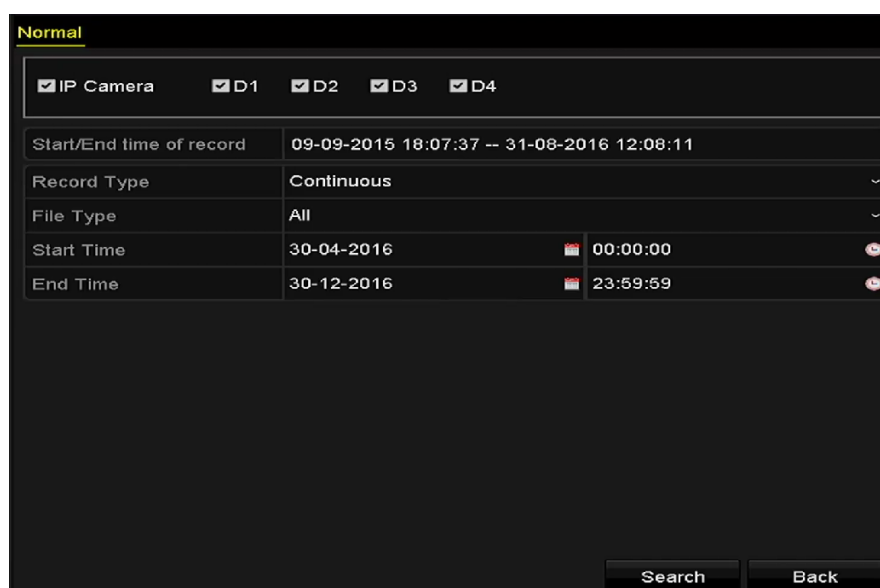 Normal
IP Camera D1 D2 D3 D4
Start/End time of record 09-09-2015 18:07:37 -- 31-08-2016 12:08:11
Record Type Continuous
File Type All
Start Time 30-04-2016 00:00:00
End Time 30-12-2016 23:59:59
Search Back